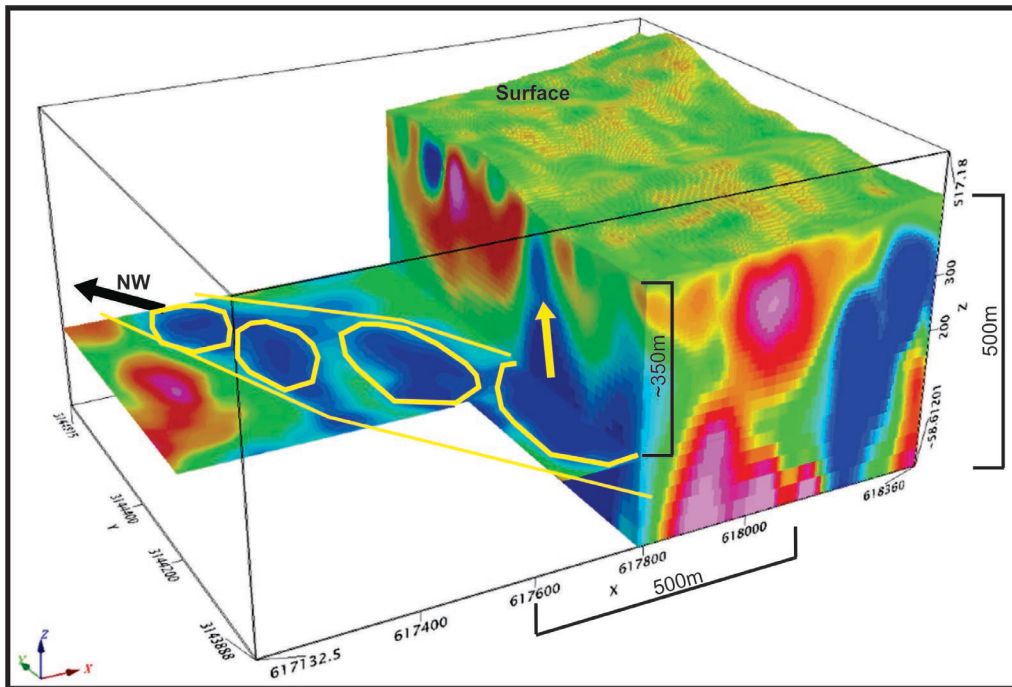 Surface
NW
517.18
300
Z
200
-58.61201
500m
~350m
618360
618000
617800
X
500m
617600
617400
617132.5
3143888
3144200
Y
3144400
Z
Y
X